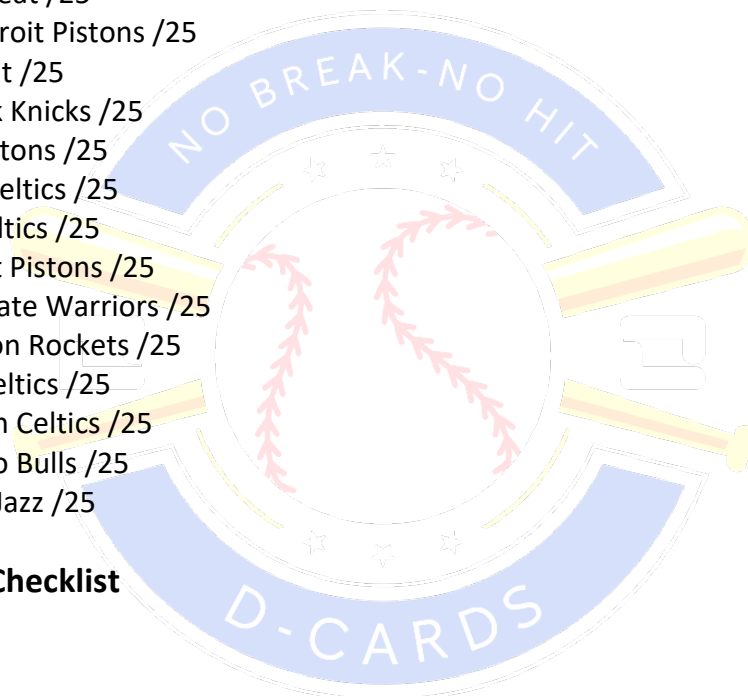 /25
roit Pistons /25
t /25
k Knicks /25
tons /25
eltics /25
ltics /25
t Pistons /25
ate Warriors /25
on Rockets /25
eltics /25
n Celtics /25
o Bulls /25
Jazz /25
Checklist
NO BREAK-NO HIT
D-CARDS